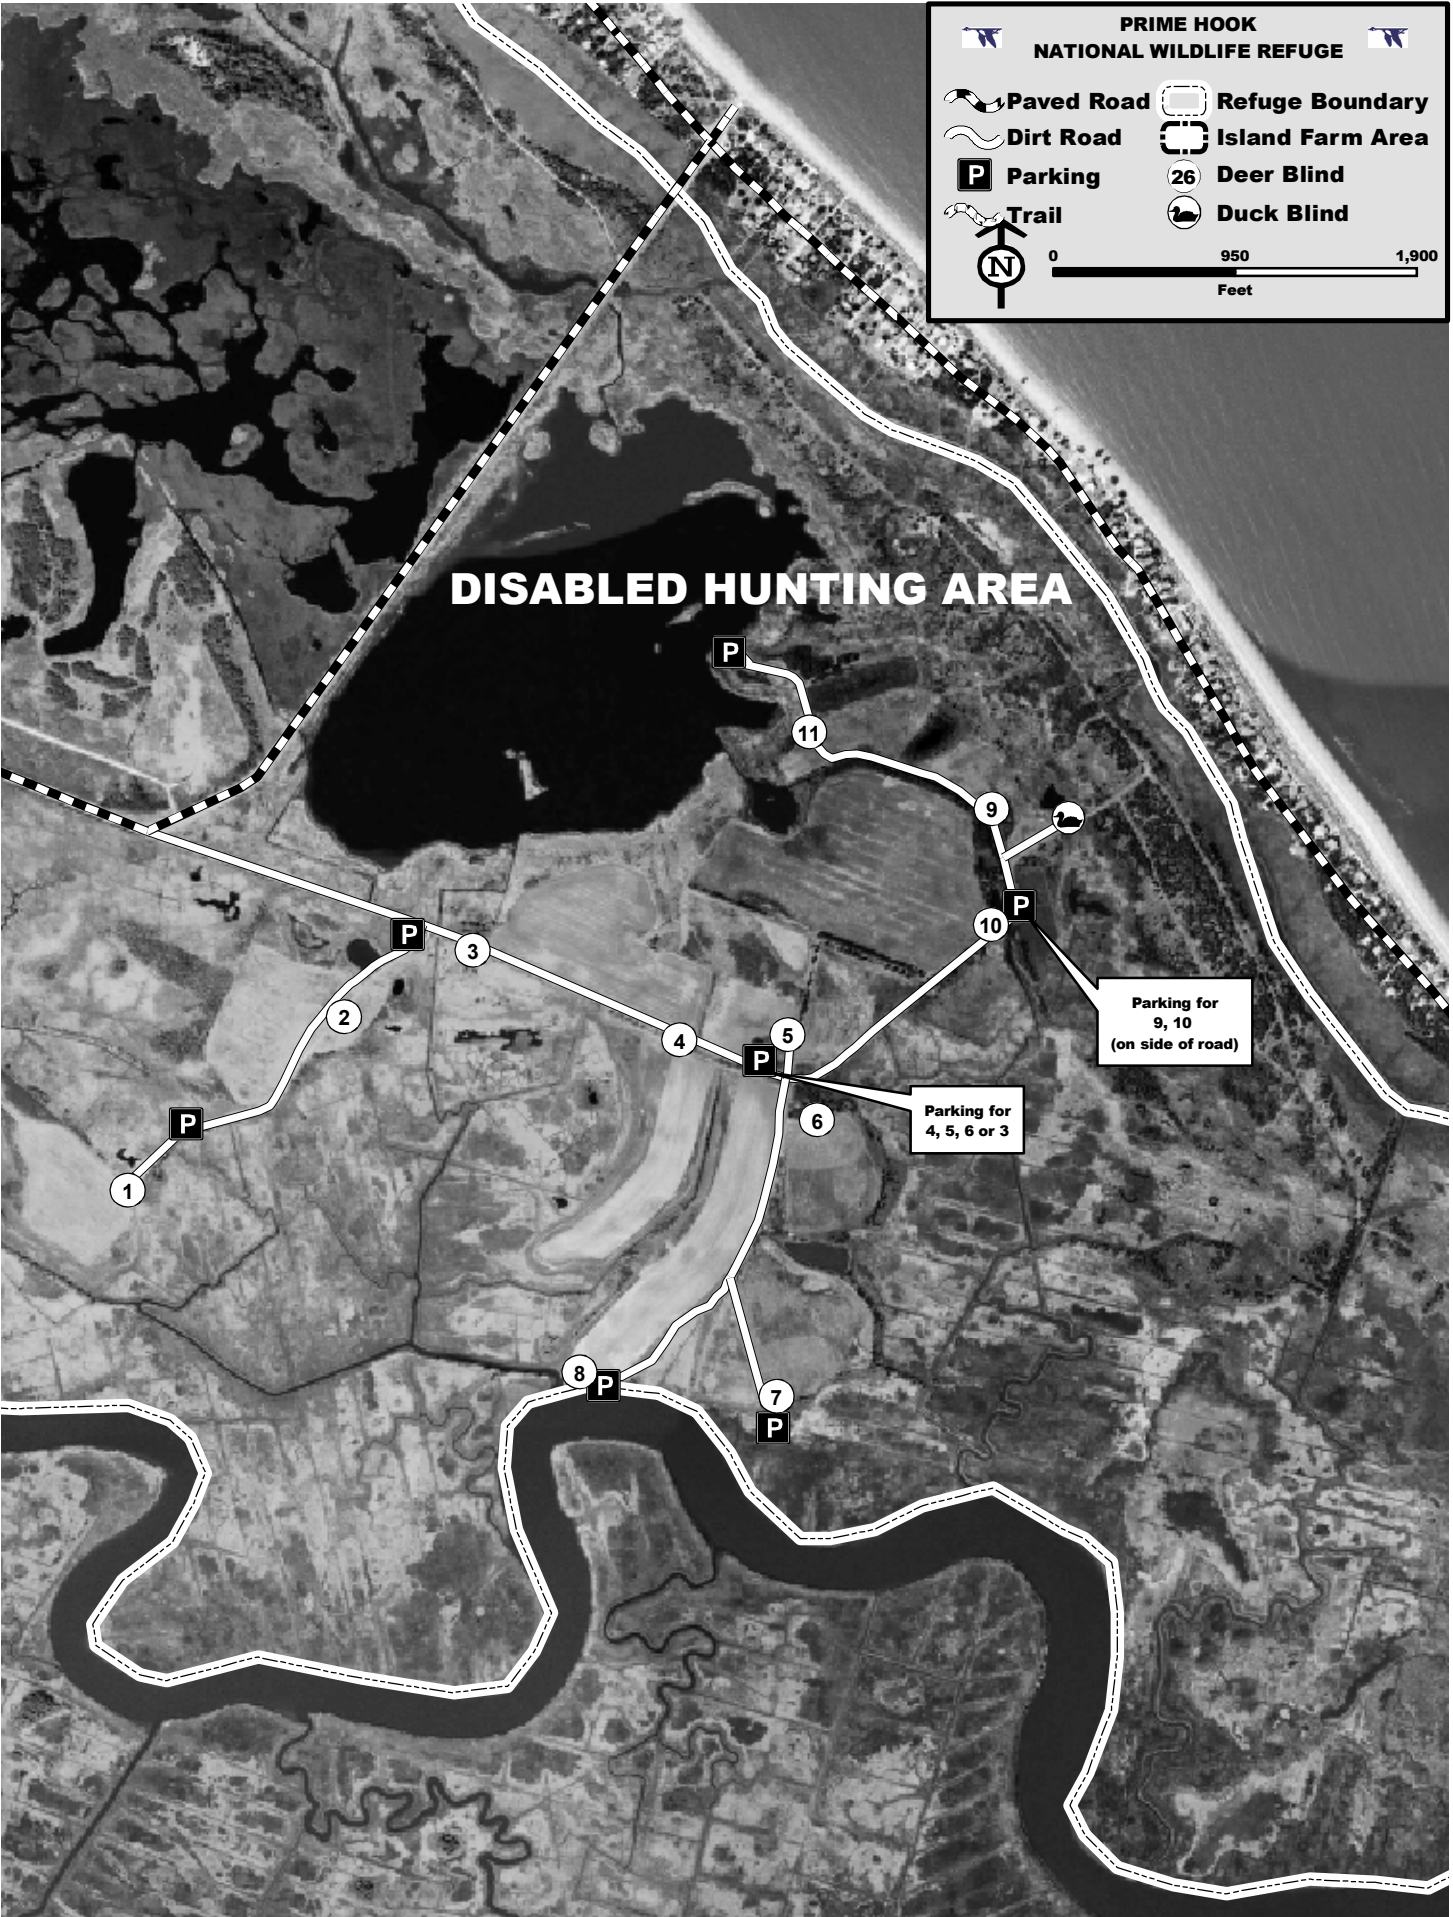 PRIME HOOK
NATIONAL WILDLIFE REFUGE
Paved Road
Refuge Boundary
Dirt Road
Island Farm Area
P
Parking
26
Deer Blind
Trail
Duck Blind
N
0
950
1,900
Feet
DISABLED HUNTING AREA
P
11
9
P
10
P
3
Parking for
9, 10
(on side of road)
2
4
5
P
Parking for
4, 5, 6 or 3
6
P
1
8
P
7
P